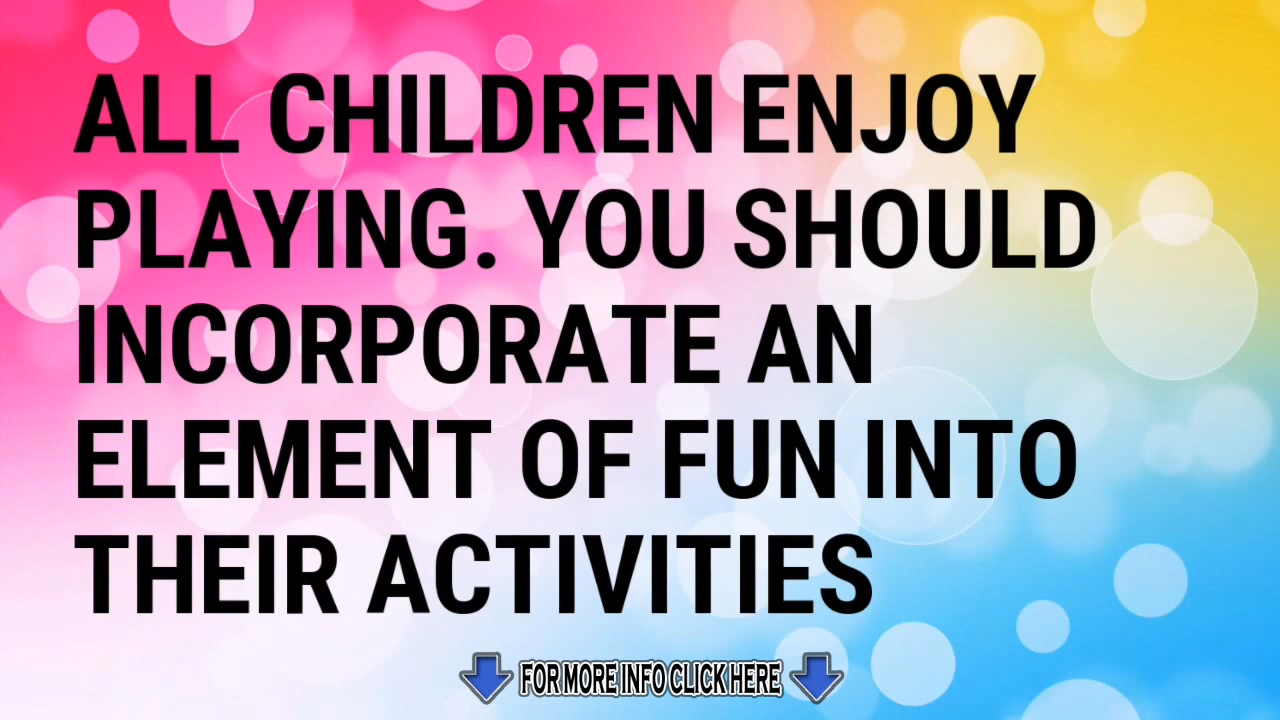 ALL CHILDREN ENJOY
PLAYING. YOU SHOULD
INCORPORATE AN
ELEMENT OF FUN INTO
THEIR ACTIVITIES
FOR MORE INFO CLICK HERE